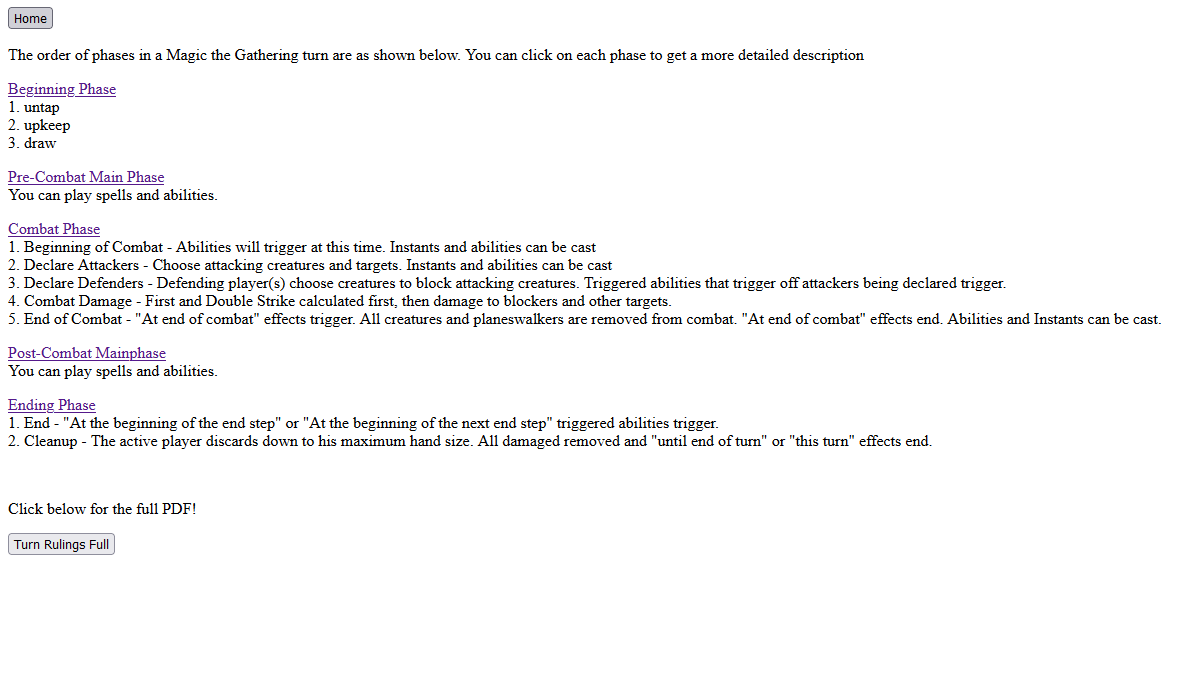 Home
The order of phases in a Magic the Gathering turn are as shown below. You can click on each phase to get a more detailed description
Beginning Phase
1. untap
2. upkeep
3. draw
Pre-Combat Main Phase
You can play spells and abilities.
Combat Phase
1. Beginning of Combat - Abilities will trigger at this time. Instants and abilities can be cast
2. Declare Attackers - Choose attacking creatures and targets. Instants and abilities can be cast
3. Declare Defenders - Defending player(s) choose creatures to block attacking creatures. Triggered abilities that trigger off attackers being declared trigger.
4. Combat Damage - First and Double Strike calculated first, then damage to blockers and other targets.
5. End of Combat - "At end of combat" effects trigger. All creatures and planeswalkers are removed from combat. "At end of combat" effects end. Abilities and Instants can be cast.
Post-Combat Mainphase
You can play spells and abilities.
Ending Phase
1. End - "At the beginning of the end step" or "At the beginning of the next end step" triggered abilities trigger.
2. Cleanup - The active player discards down to his maximum hand size. All damaged removed and "until end of turn" or "this turn" effects end.
Click below for the full PDF!
Turn Rulings Full